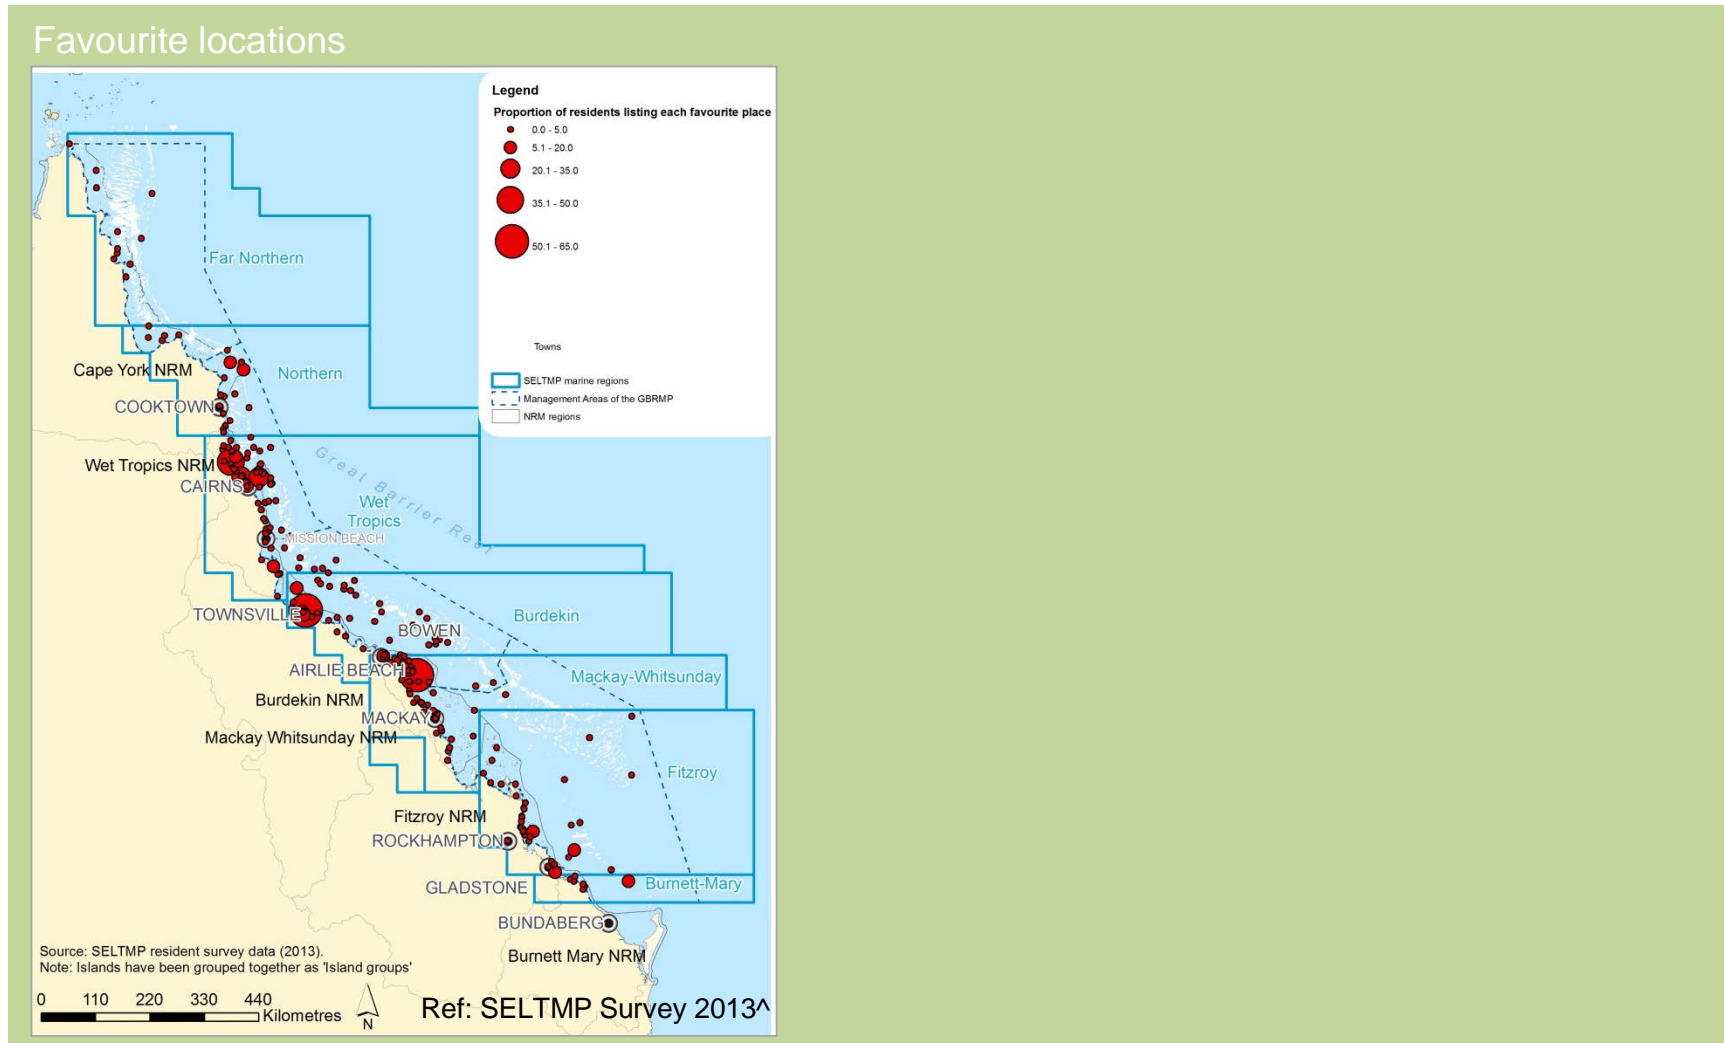 Favourite locations
Legend
Proportion of residents listing each favourite place
0.0 - 5.0
5.1 - 20.0
20.1 - 35.0
35.1 - 50.0
50.1 - 65.0
Towns
SELTMP marine regions
Management Areas of the GBRMP
NRM regions
Far Northern
Northern
Cape York NRM
COOKTOWN
Great Barrier Reef
Wet Tropics NRM
CAIRNS
Wet
Tropics
MISSION BEACH
TOWNSVILLE
Burdekin
BOWEN
AIRLIE BEACH
Mackay-Whitsunday
Burdekin NRM
MACKAY
Mackay Whitsunday NRM
Fitzroy
Fitzroy NRM
ROCKHAMPTON
GLADSTONE
Burnett-Mary
BUNDABERG
Burnett Mary NRM
Source: SELTMP resident survey data (2013).
Note: Islands have been grouped together as 'Island groups'
0 110 220 330 440
Kilometres
N
Ref: SELTMP Survey 2013^